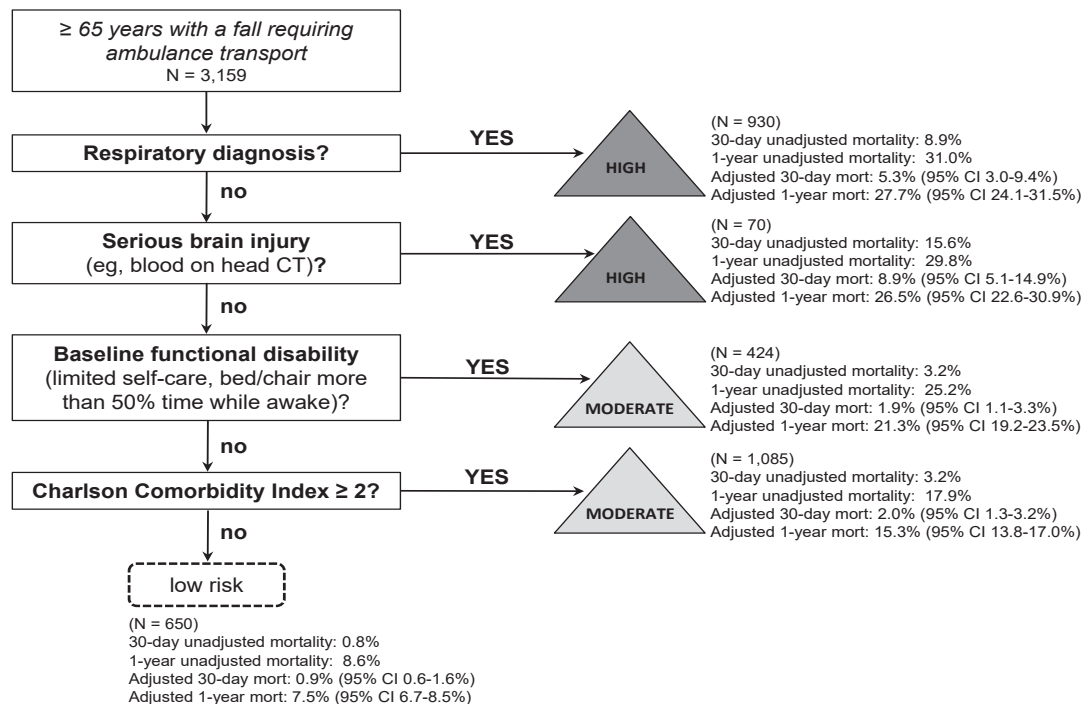 ≥ 65 years with a fall requiring
ambulance transport
N = 3,159
Respiratory diagnosis?
YES
HIGH
(N = 930)
30-day unadjusted mortality: 8.9%
1-year unadjusted mortality: 31.0%
Adjusted 30-day mort: 5.3% (95% CI 3.0-9.4%)
Adjusted 1-year mort: 27.7% (95% CI 24.1-31.5%)
no
Serious brain injury
(eg, blood on head CT)?
YES
HIGH
(N = 70)
30-day unadjusted mortality: 15.6%
1-year unadjusted mortality: 29.8%
Adjusted 30-day mort: 8.9% (95% CI 5.1-14.9%)
Adjusted 1-year mort: 26.5% (95% CI 22.6-30.9%)
no
Baseline functional disability
(limited self-care, bed/chair more
than 50% time while awake)?
YES
MODERATE
(N = 424)
30-day unadjusted mortality: 3.2%
1-year unadjusted mortality: 25.2%
Adjusted 30-day mort: 1.9% (95% CI 1.1-3.3%)
Adjusted 1-year mort: 21.3% (95% CI 19.2-23.5%)
no
Charlson Comorbidity Index ≥ 2?
YES
MODERATE
(N = 1,085)
30-day unadjusted mortality: 3.2%
1-year unadjusted mortality: 17.9%
Adjusted 30-day mort: 2.0% (95% CI 1.3-3.2%)
Adjusted 1-year mort: 15.3% (95% CI 13.8-17.0%)
no
low risk
(N = 650)
30-day unadjusted mortality: 0.8%
1-year unadjusted mortality: 8.6%
Adjusted 30-day mort: 0.9% (95% CI 0.6-1.6%)
Adjusted 1-year mort: 7.5% (95% CI 6.7-8.5%)